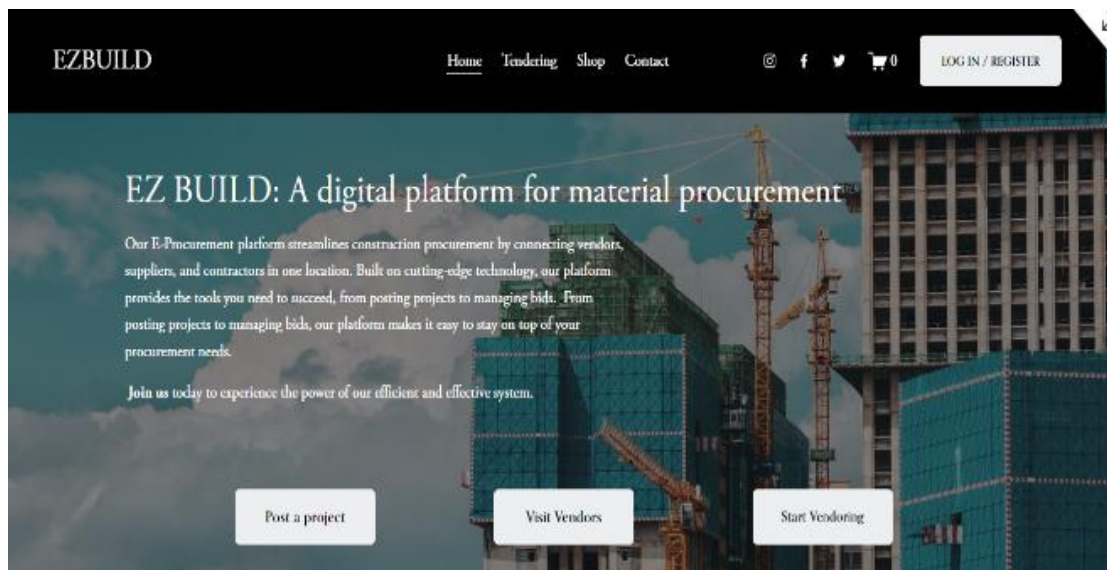 EZBUILD
Home Tendering Shop Contact
0
LOG IN / REGISTER
EZ BUILD: A digital platform for material procurement
Our E-Procurement platform streamlines construction procurement by connecting vendors,
suppliers, and contractors in one location. Built on cutting-edge technology, our platform
provides the tools you need to succeed, from posting projects to managing bids. From
posting projects to managing bids, our platform makes it easy to stay on top of your
procurement needs.
Join us today to experience the power of our efficient and effective system.
Post a project
Visit Vendors
Start Vendoring